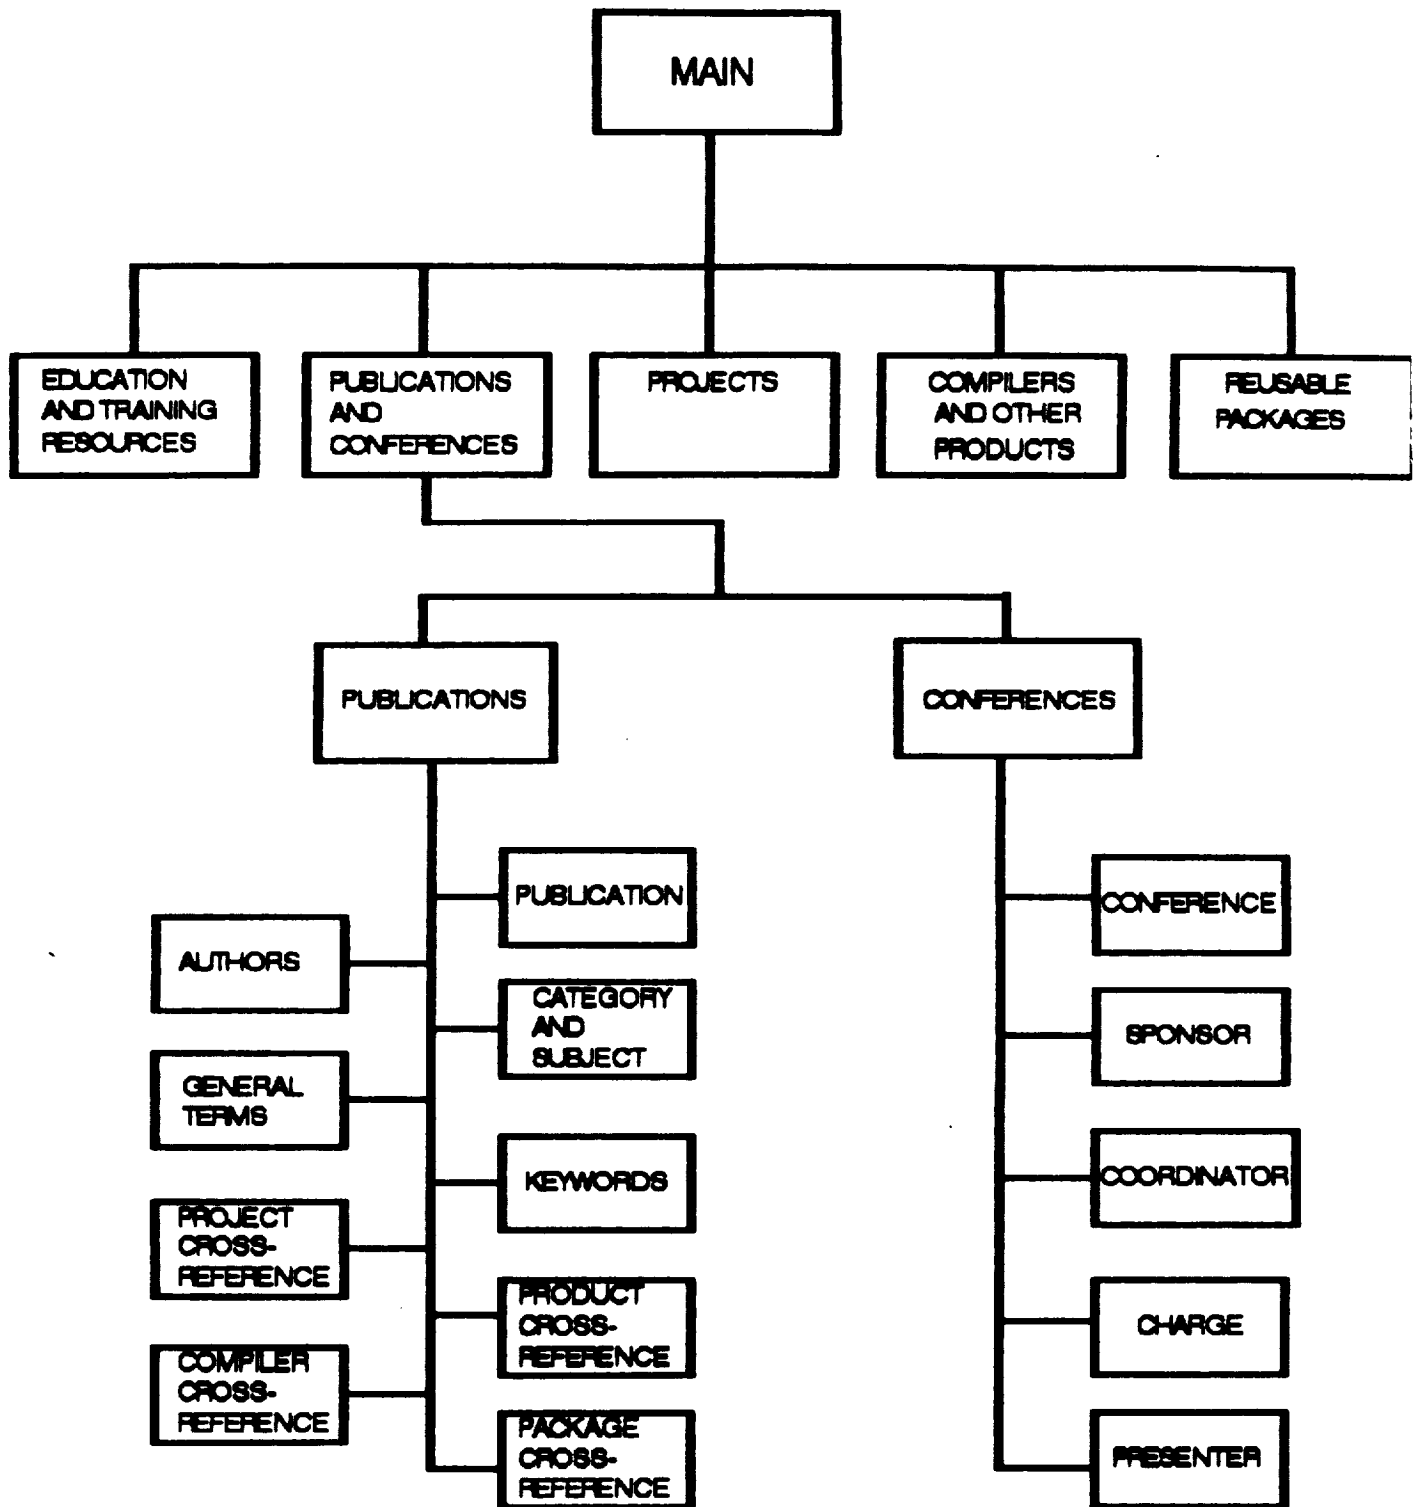 MAIN
EDUCATION
AND TRAINING
RESOURCES
PUBLICATIONS
AND
CONFERENCES
PROJECTS
COMPILERS
AND OTHER
PRODUCTS
REUSABLE
PACKAGES
PUBLICATIONS
CONFERENCES
PUBLICATION
AUTHORS
CATEGORY
AND
SUBJECT
GENERAL
TERMS
KEYWORDS
PROJECT
CROSS-
REFERENCE
PRODUCT
CROSS-
REFERENCE
COMPILER
CROSS-
REFERENCE
PACKAGE
CROSS-
REFERENCE
CONFERENCE
SPONSOR
COORDINATOR
CHARGE
PRESENTER